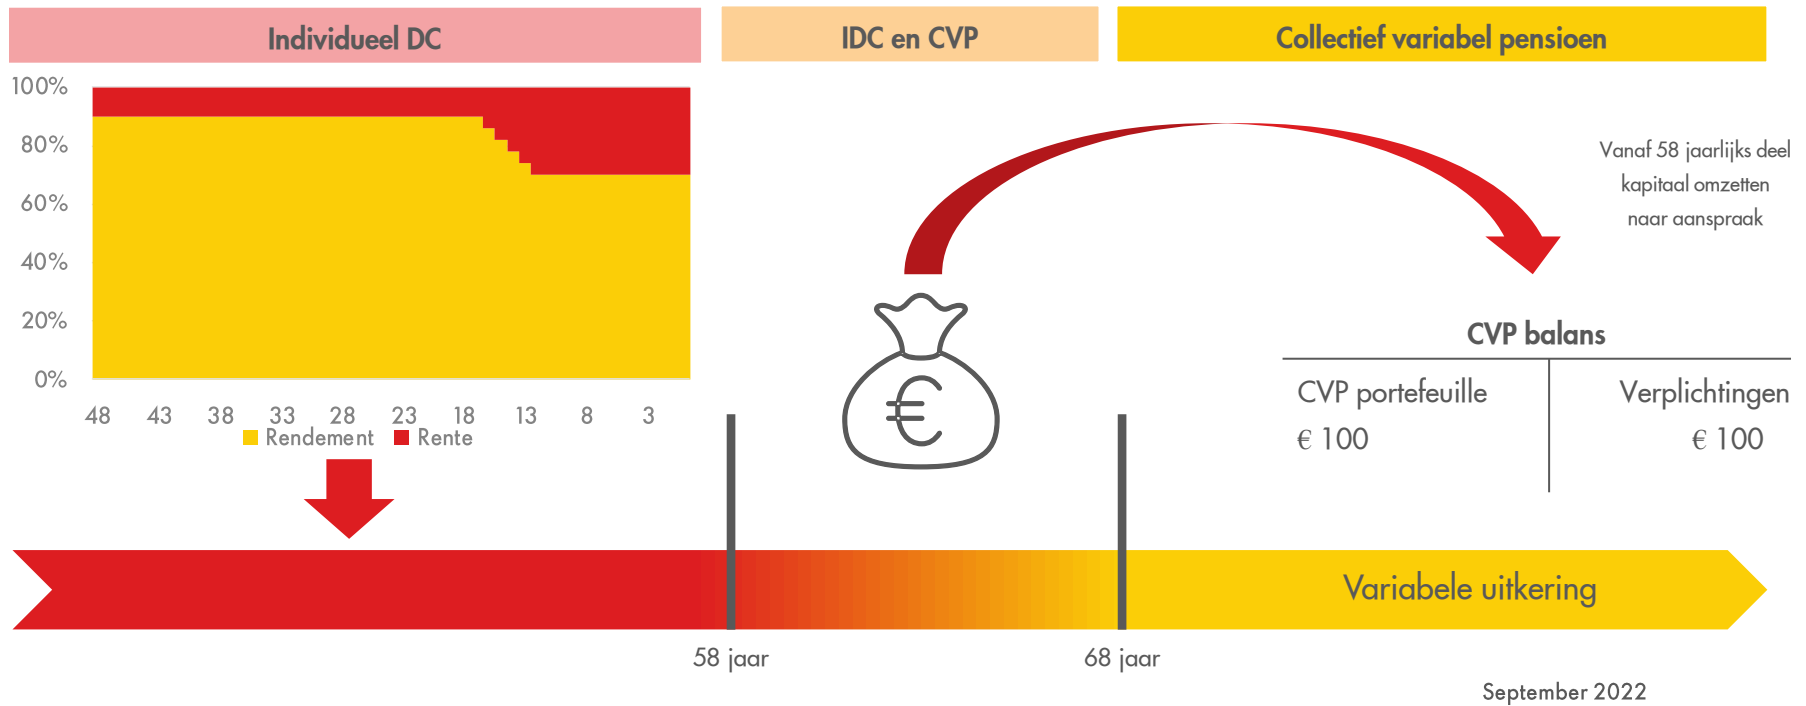 Individueel DC
IDC en CVP
Collectief variabel pensioen
100%
80%
60%
40%
20%
0%
48 43 38 33 28 23 18 13 8 3
Rendement Rente
Vanaf 58 jaarlijks deel
kapitaal omzetten
naar aanspraak
CVP balans
CVP portefeuille Verplichtingen
€ 100 € 100
Variabele uitkering
58 jaar 68 jaar
September 2022